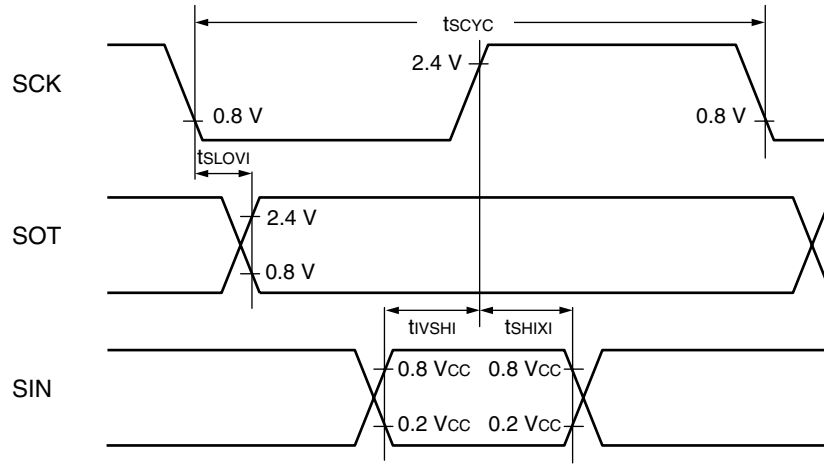 tSCYC
SCK
2.4 V
0.8 V
0.8 V
tSLOVI
SOT
2.4 V
0.8 V
tIVSHI
tSHIXI
SIN
0.8 VCC
0.8 VCC
0.2 VCC
0.2 VCC